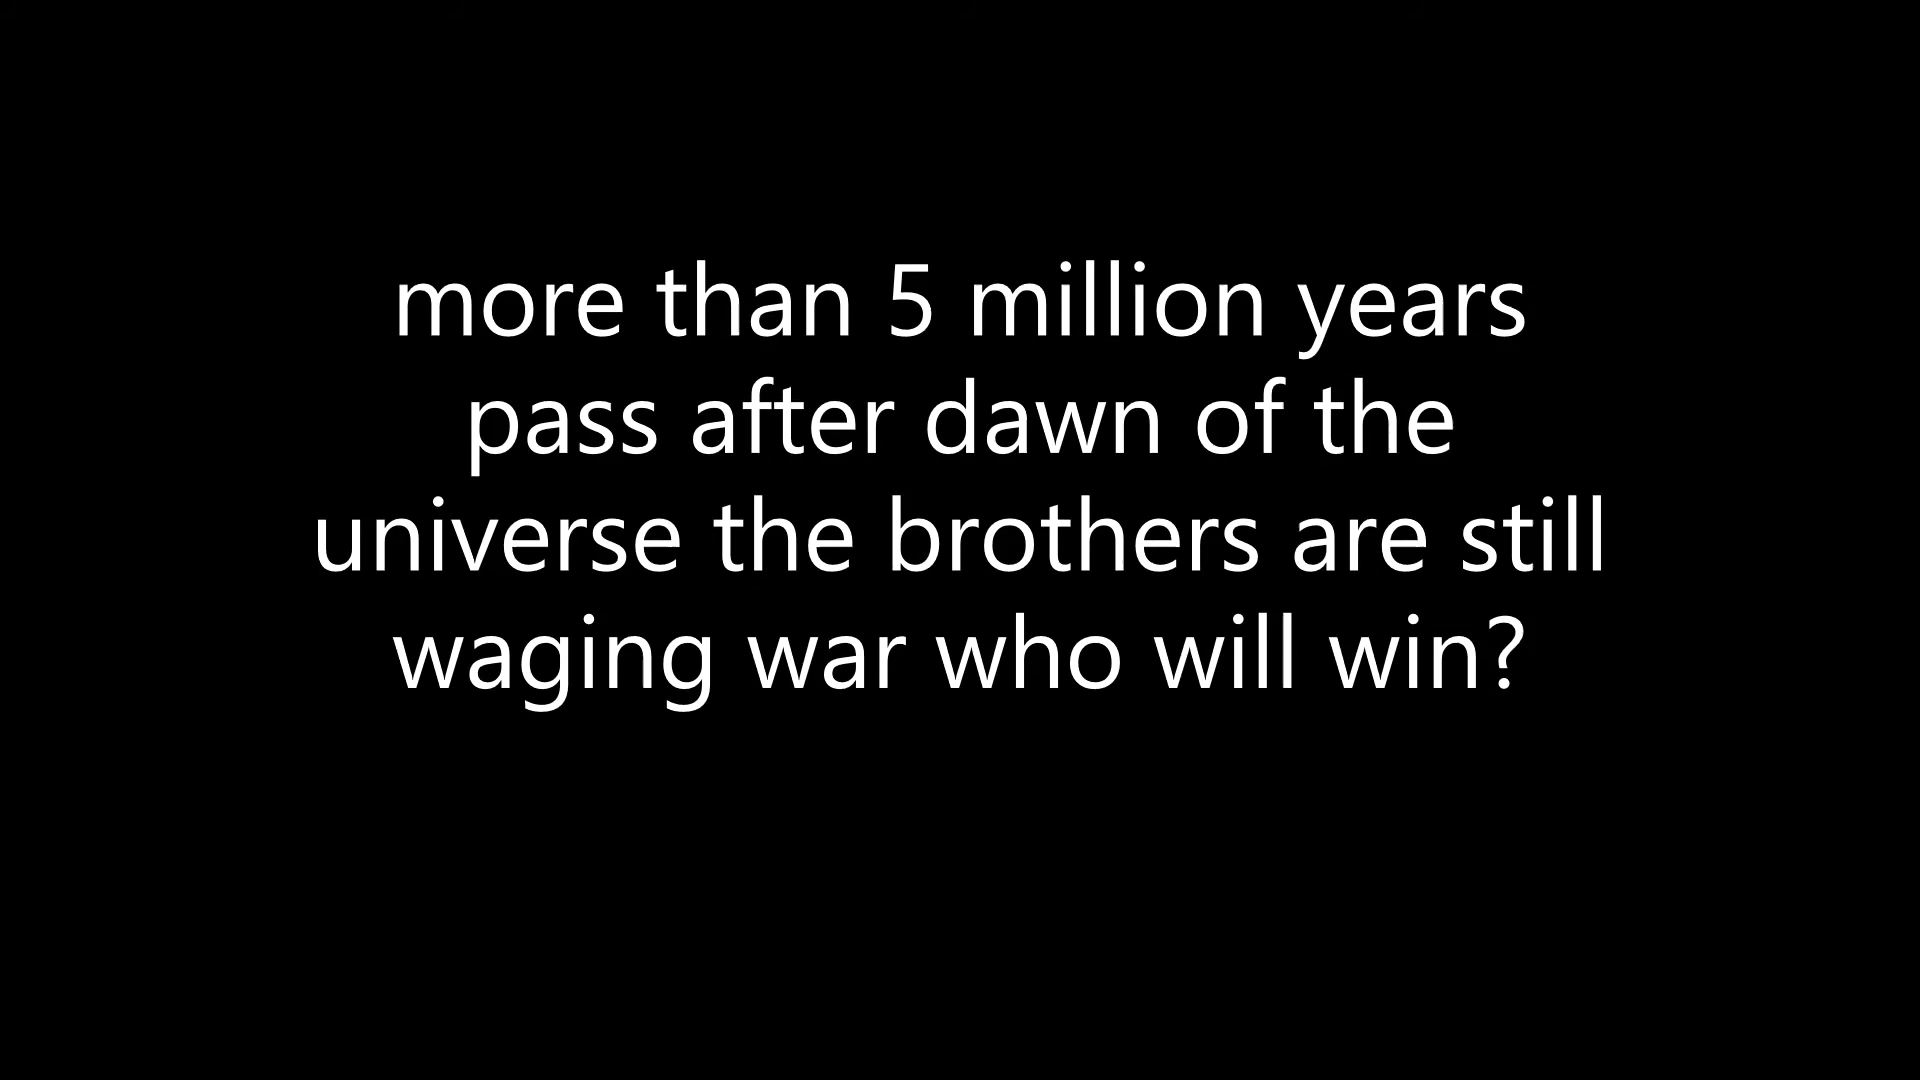 more than 5 million years
pass after dawn of the
universe the brothers are still
waging war who will win?